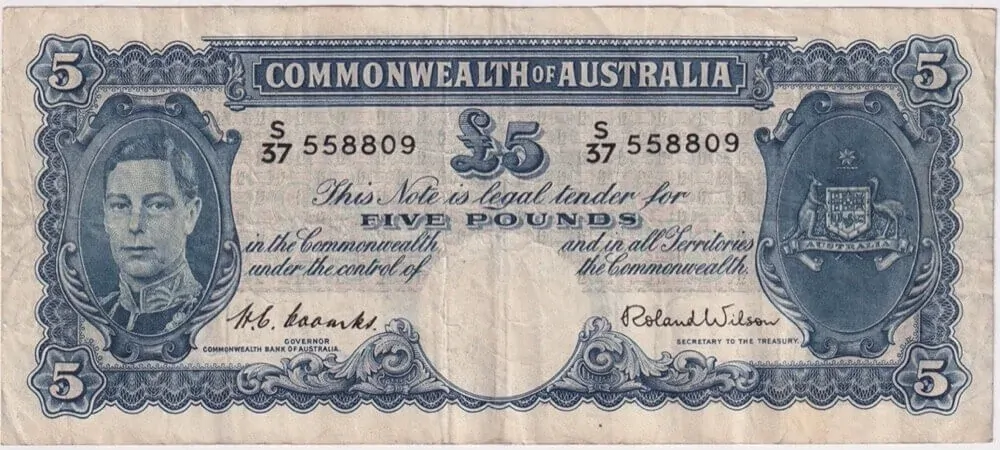 5 5
COMMONWEALTH OF AUSTRALIA
S/37 558809 £5 S/37 558809
This Note is legal tender for
FIVE POUNDS
in the Commonwealth and in all Territories
under the control of the Commonwealth.
AUSTRALIA
H.C. Coombs. Roland Wilson
GOVERNOR SECRETARY TO THE TREASURY.
COMMONWEALTH BANK OF AUSTRALIA.
5 5